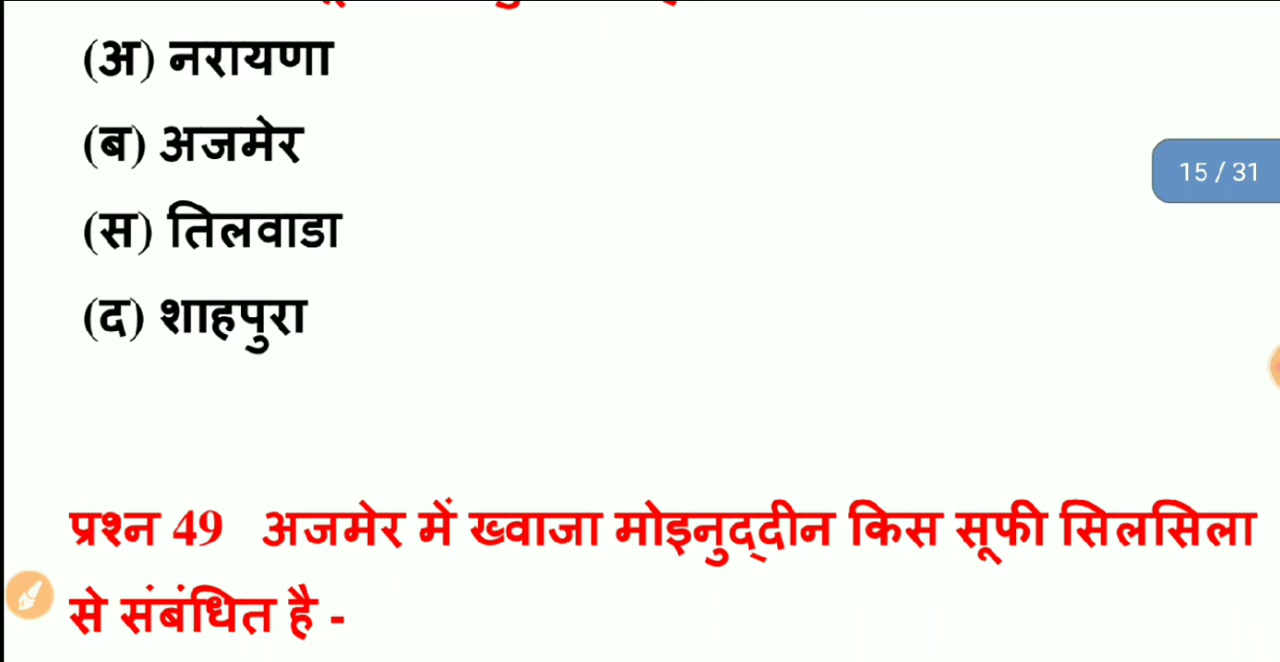 (अ) नरायणा
(ब) अजमेर
15 / 31
(स) तिलवाडा
(द) शाहपुरा
प्रश्न 49 अजमेर में ख्वाजा मोइनुद्दीन किस सूफी सिलसिला
से संबंधित है -